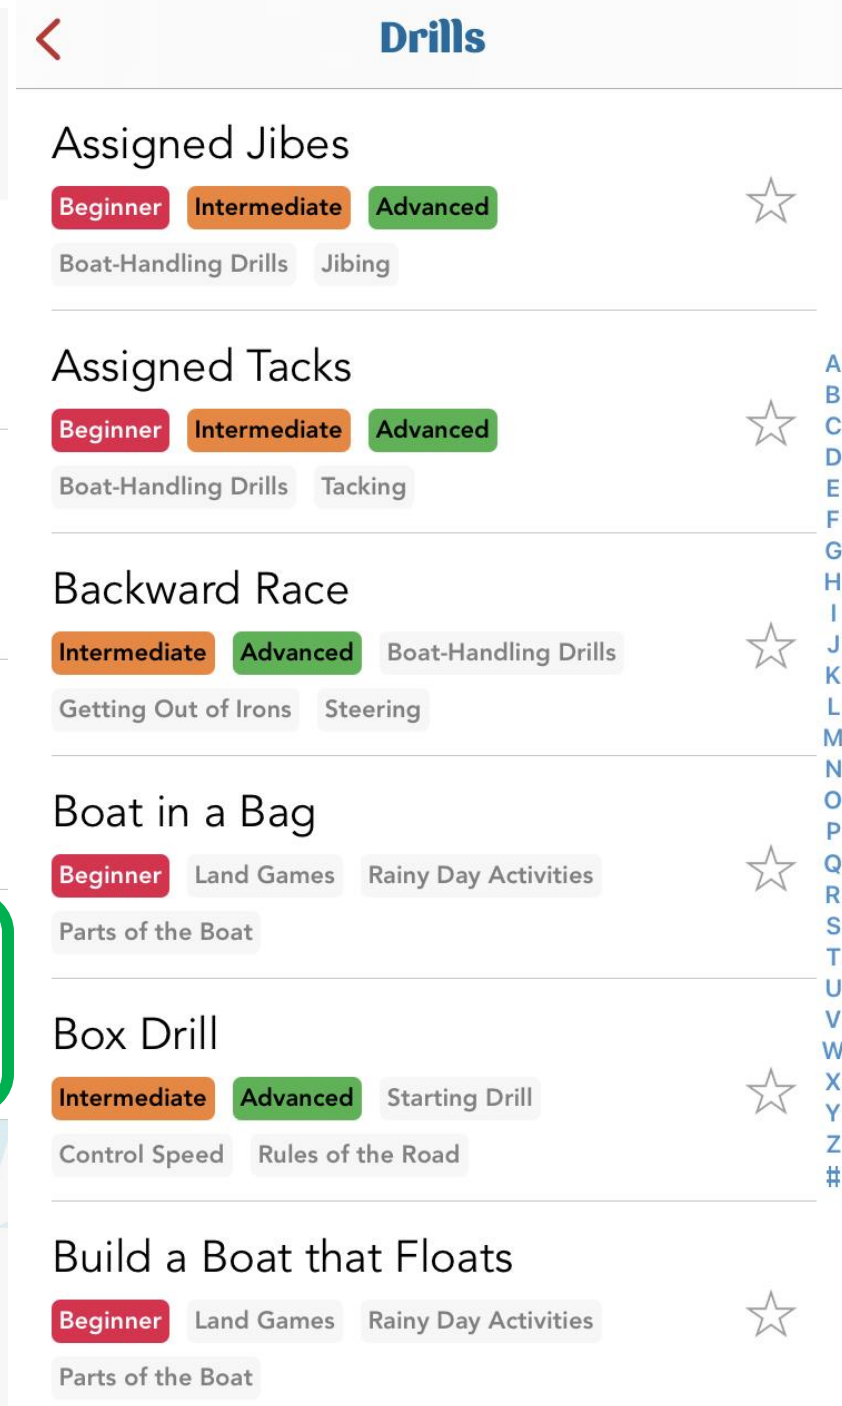 Drills
Assigned Jibes
Beginner Intermediate Advanced
Boat-Handling Drills Jibing
Assigned Tacks
Beginner Intermediate Advanced
Boat-Handling Drills Tacking
Backward Race
Intermediate Advanced Boat-Handling Drills
Getting Out of Irons Steering
Boat in a Bag
Beginner Land Games Rainy Day Activities
Parts of the Boat
Box Drill
Intermediate Advanced Starting Drill
Control Speed Rules of the Road
Build a Boat that Floats
Beginner Land Games Rainy Day Activities
Parts of the Boat
A
B
C
D
E
F
G
H
I
J
K
L
M
N
O
P
Q
R
S
T
U
V
W
X
Y
Z
#